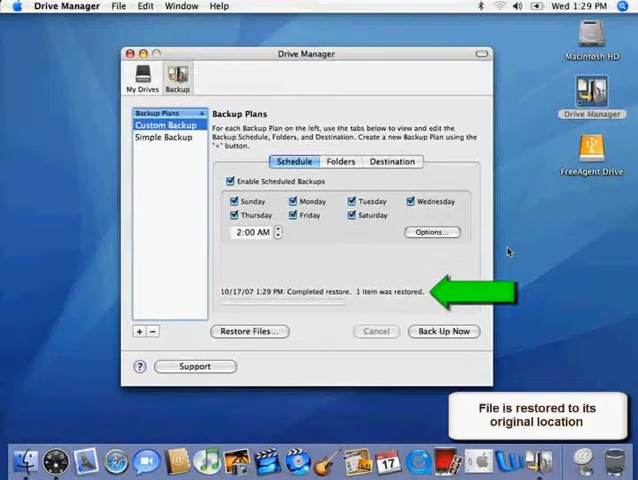 Drive Manager File Edit Window Help Wed 1:29 PM
Drive Manager
Macintosh HD
My Drives Backup
Drive Manager
FreeAgent Drive
Backup Plans
Custom Backup
Simple Backup
Backup Plans
For each Backup Plan on the left, use the tabs below to view and edit the
Backup Schedule, Folders, and Destination. Create a new Backup Plan using the
"+" button.
Schedule Folders Destination
Enable Scheduled Backups
Sunday Monday Tuesday Wednesday
Thursday Friday Saturday
2:00 AM Options...
10/17/07 1:29 PM: Completed restore. 1 item was restored.
+ − Restore Files... Cancel Back Up Now
? Support
File is restored to its
original location
17